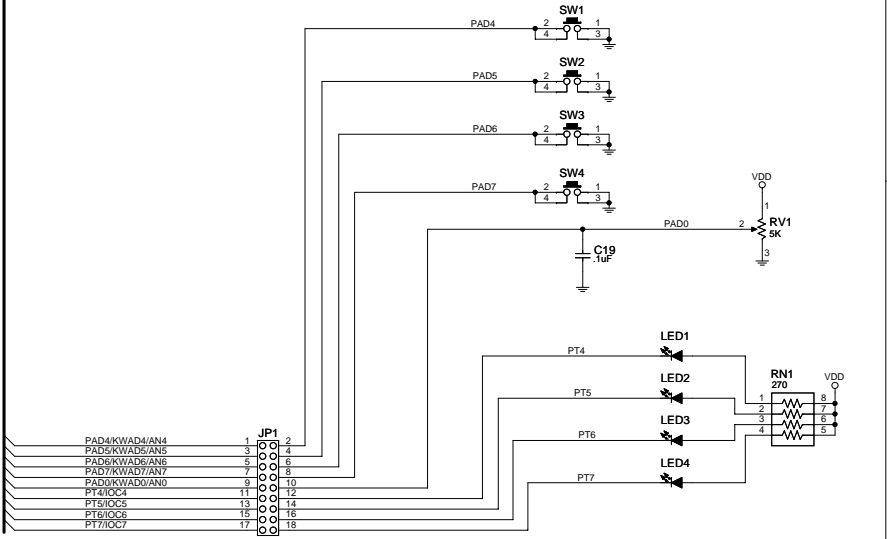 SW1
PAD4 2 1
4 3
SW2
PAD5 2 1
4 3
SW3
PAD6 2 1
4 3
SW4
PAD7 2 1
4 3
VDD
1
PAD0 2 RV1
5K
3
C19
.1uF
LED1
PT4
LED2
PT5
LED3
PT6
LED4
PT7
RN1
270
VDD
1 8
2 7
3 6
4 5
JP1
PAD4/KWAD4/AN4 1 2
PAD5/KWAD5/AN5 3 4
PAD6/KWAD6/AN6 5 6
PAD7/KWAD7/AN7 7 8
PAD0/KWAD0/AN0 9 10
PT4/IOC4 11 12
PT5/IOC5 13 14
PT6/IOC6 15 16
PT7/IOC7 17 18